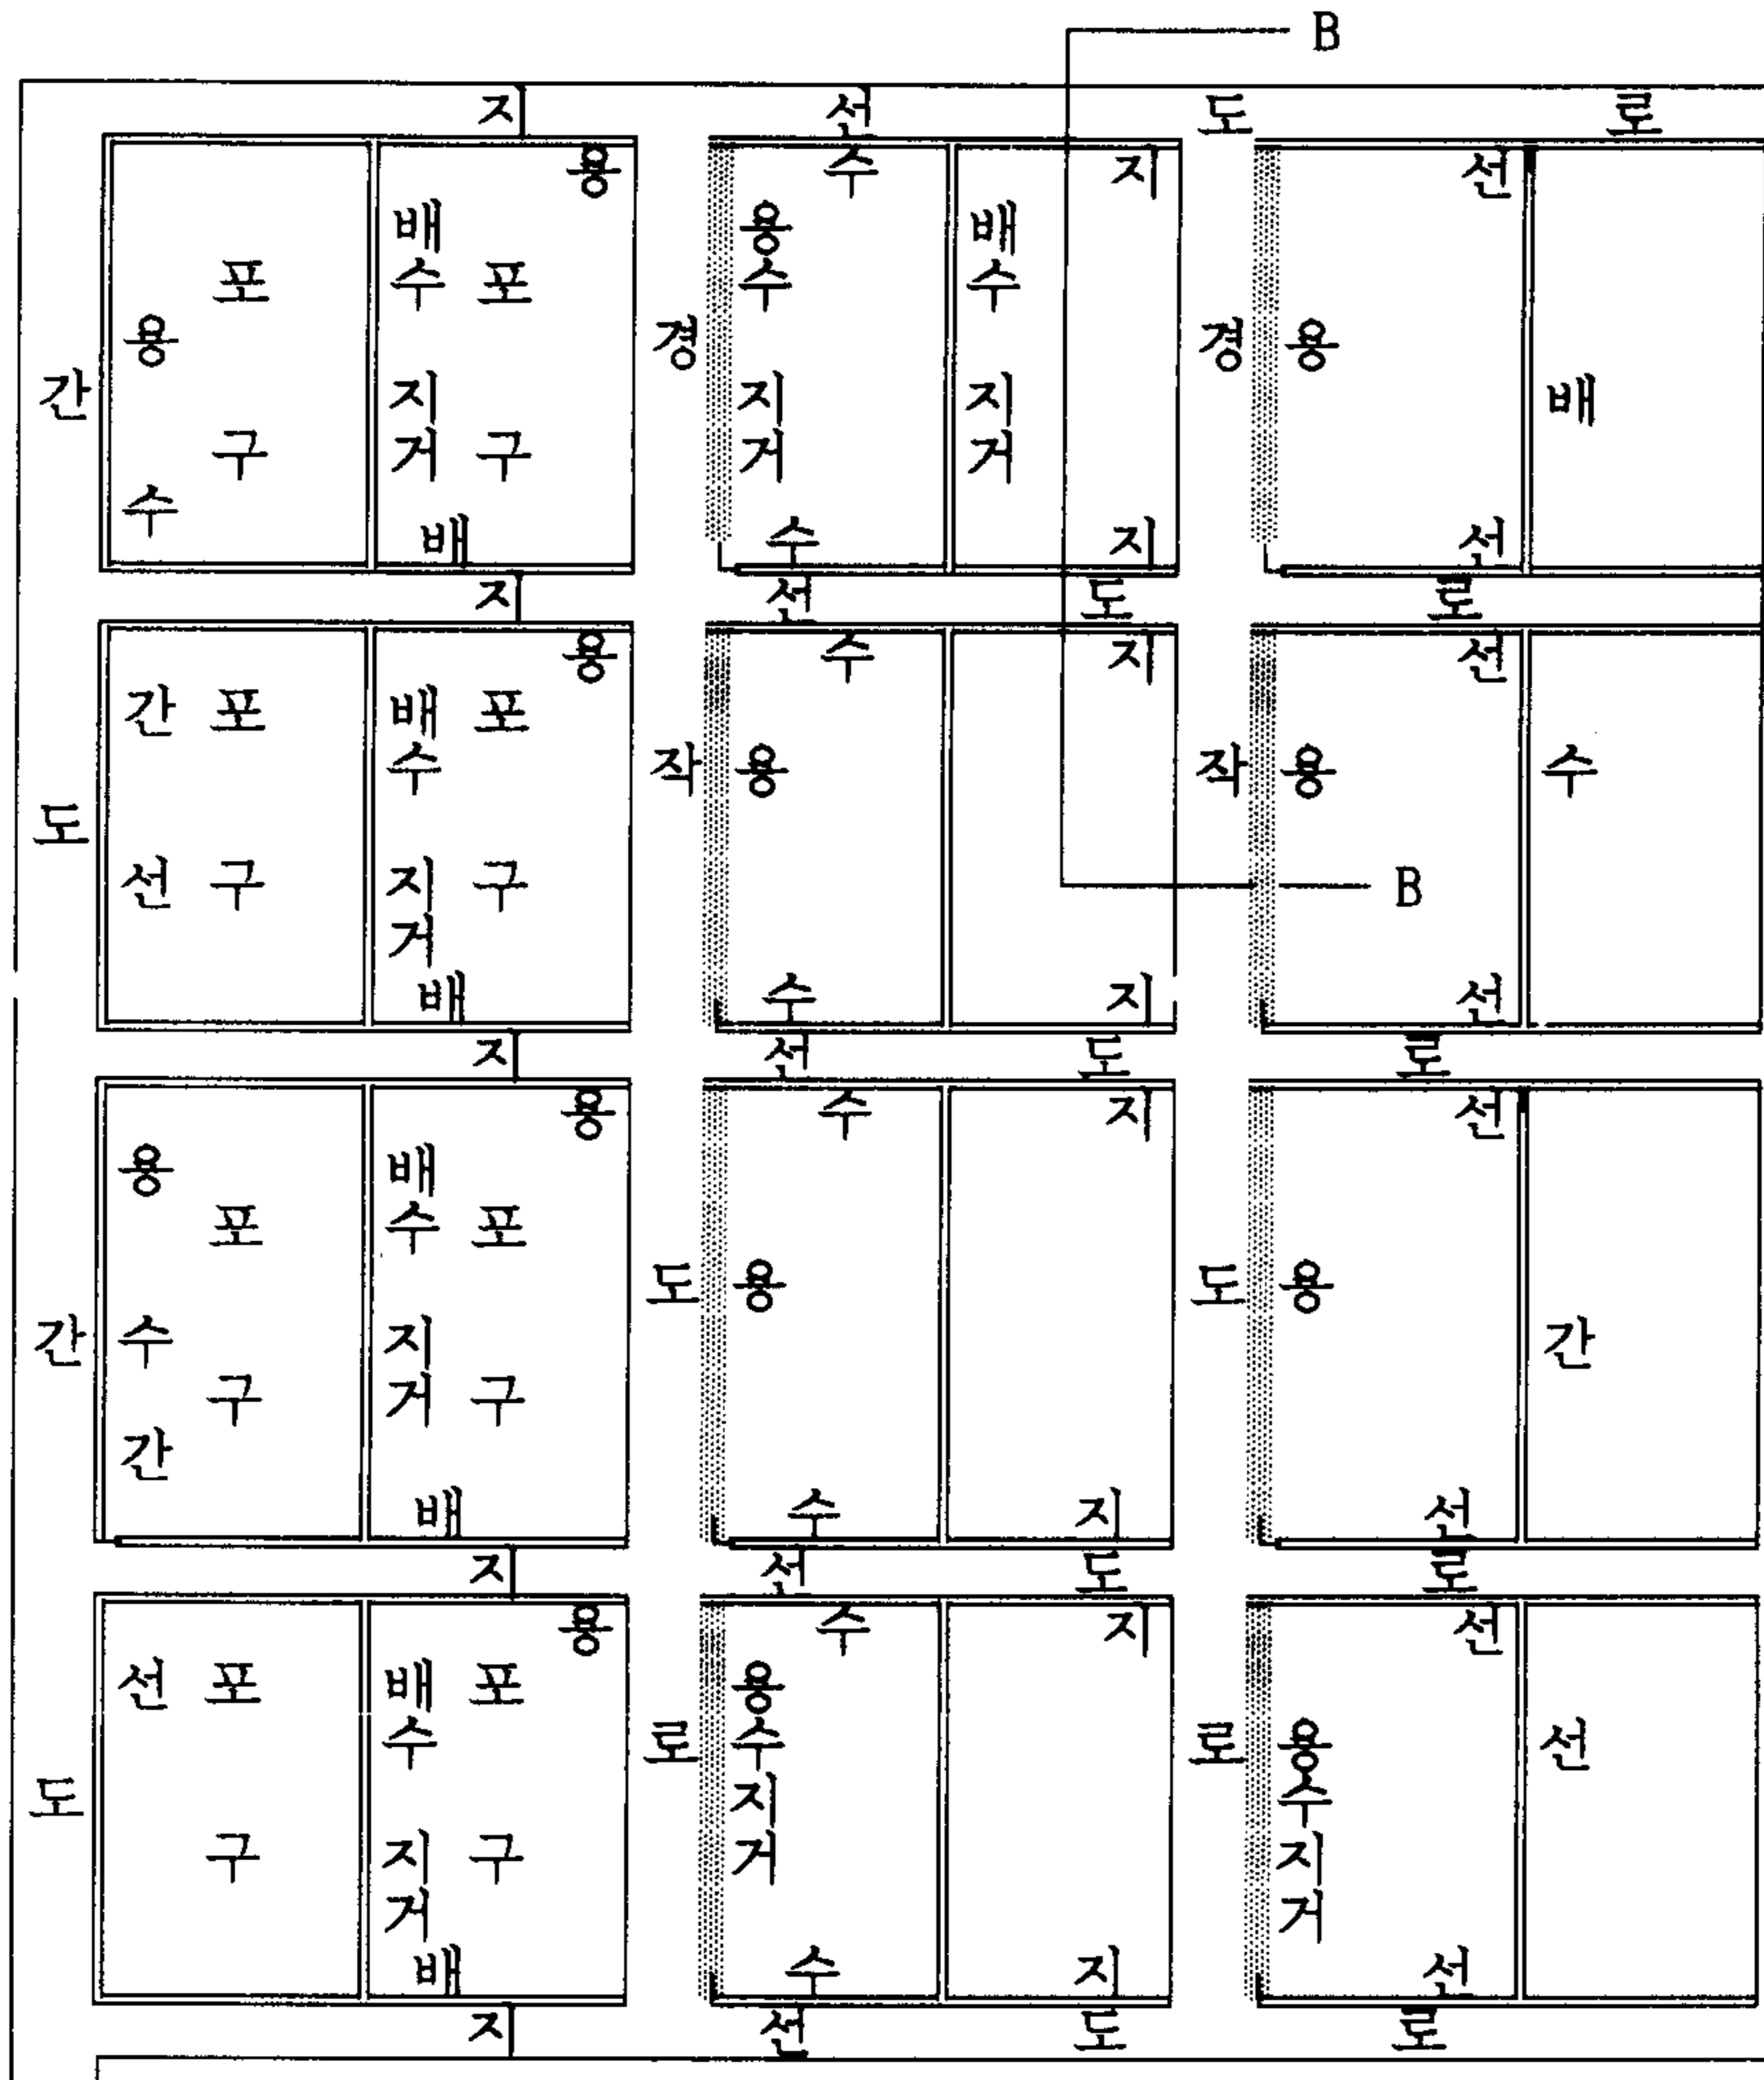 B
지 선 도 로
용 수 지 선
포 구
배수 지거
포 구
용수 지거
배수 지거
용
배 수 지 선
지 선 도 로
용 수 지 선
포 구
배수 지거
포 구
용
용
B
배 수 지 선
지 선 도 로
용 수 지 선
포 구
배수 지거
포 구
용
용
배 수 지 선
지 선 도 로
용 수 지 선
포 구
배수 지거
포 구
용수지거
용수지거
배 수 지 선
지 선 도 로
간 도 간 도
용 수 간 선 용 수 간 선
경 작 도 로
경 작 도 로
배 수 간 선